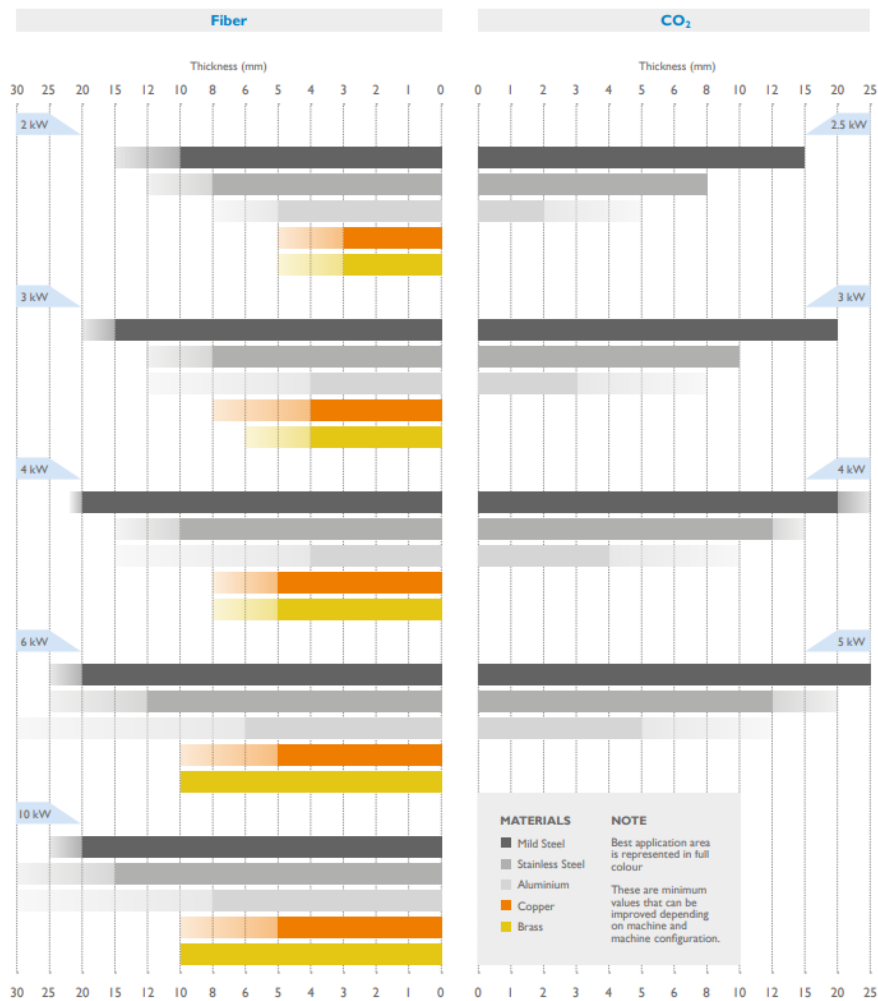 Fiber
CO₂
Thickness (mm)
Thickness (mm)
30 25 20 15 12 10 8 6 5 4 3 2 1 0
0 1 2 3 4 5 6 8 10 12 15 20 25
2 kW
2.5 kW
3 kW
3 kW
4 kW
4 kW
6 kW
5 kW
10 kW
MATERIALS
Mild Steel
Stainless Steel
Aluminium
Copper
Brass
NOTE
Best application area
is represented in full
colour
These are minimum
values that can be
improved depending
on machine and
machine configuration.
30 25 20 15 12 10 8 6 5 4 3 2 1 0
0 1 2 3 4 5 6 8 10 12 15 20 25